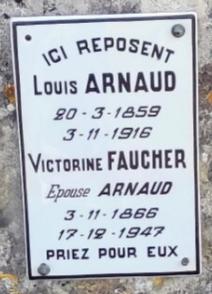 ICI REPOSENT
LOUIS ARNAUD
20-3-1859
3-11-1916
VICTORINE FAUCHER
Epouse ARNAUD
3-11-1866
17-12-1947
PRIEZ POUR EUX